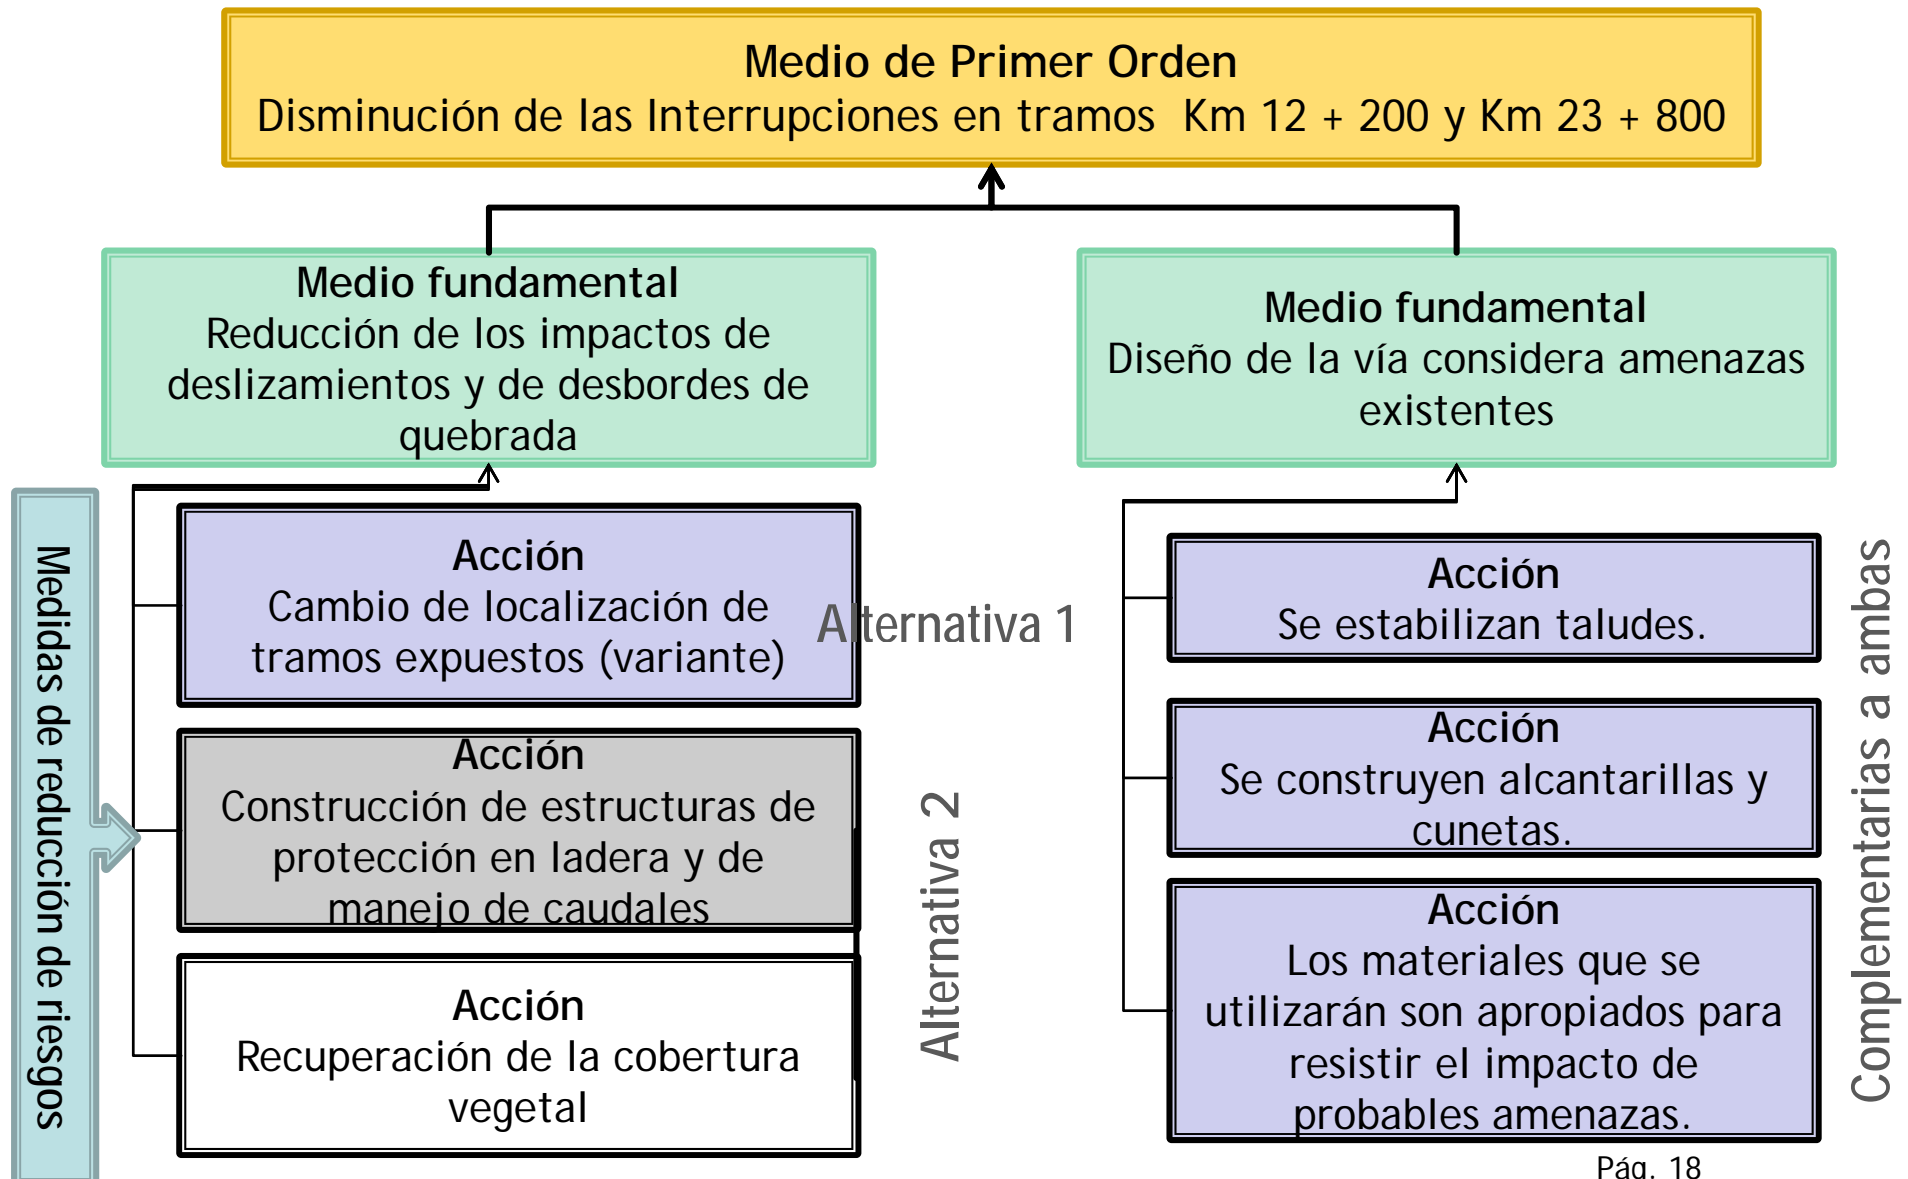 Medio de Primer Orden
Disminución de las Interrupciones en tramos Km 12 + 200 y Km 23 + 800
Medio fundamental
Reducción de los impactos de
deslizamientos y de desbordes de
quebrada
Medio fundamental
Diseño de la vía considera amenazas
existentes
Medidas de reducción de riesgos
Acción
Cambio de localización de
tramos expuestos (variante)
Alternativa 1
Acción
Construcción de estructuras de
protección en ladera y de
manejo de caudales
Acción
Recuperación de la cobertura
vegetal
Alternativa 2
Acción
Se estabilizan taludes.
Acción
Se construyen alcantarillas y
cunetas.
Acción
Los materiales que se
utilizarán son apropiados para
resistir el impacto de
probables amenazas.
Complementarias a ambas
Pág. 18